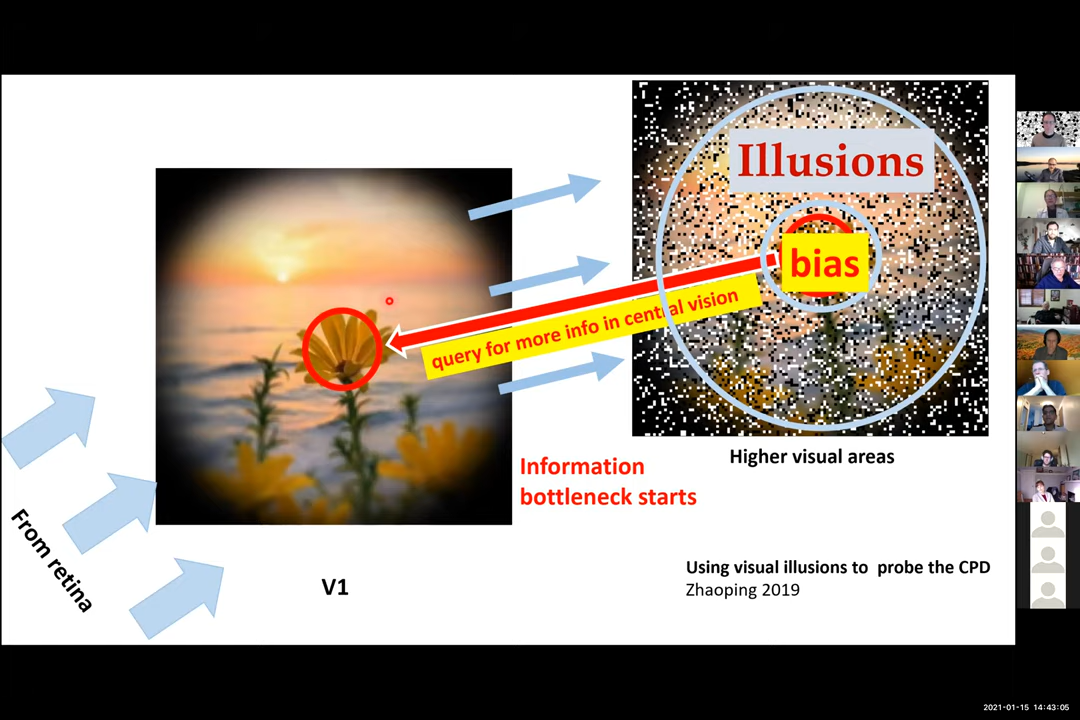 Illusions
bias
query for more info in central vision
Information
bottleneck starts
Higher visual areas
From retina
V1
Using visual illusions to  probe the CPD
Zhaoping 2019
2021-01-15 14:43:05